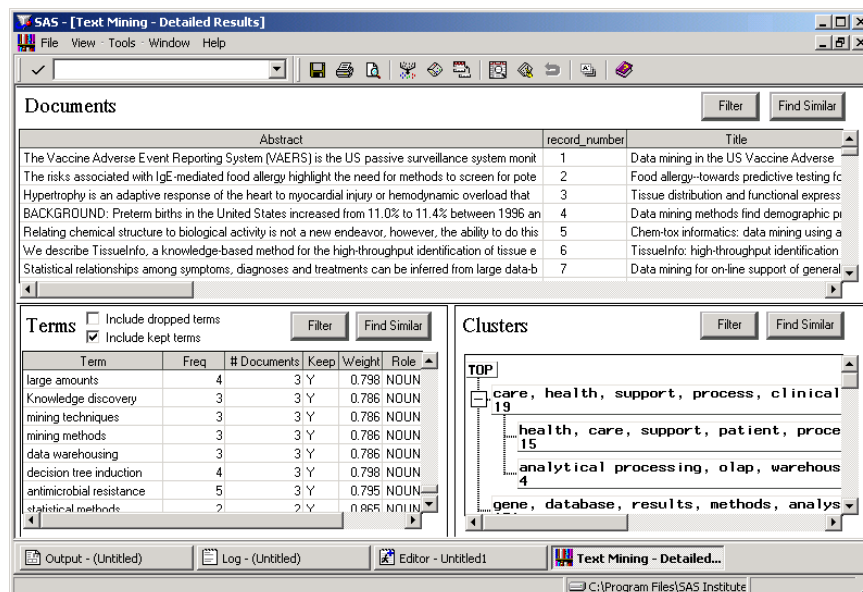 SAS - [Text Mining - Detailed Results]
File View Tools Window Help
Documents Filter Find Similar
Abstract record_number Title
The Vaccine Adverse Event Reporting System (VAERS) is the US passive surveillance system monit 1 Data mining in the US Vaccine Adverse
The risks associated with IgE-mediated food allergy highlight the need for methods to screen for pote 2 Food allergy--towards predictive testing fo
Hypertrophy is an adaptive response of the heart to myocardial injury or hemodynamic overload that 3 Tissue distribution and functional express
BACKGROUND: Preterm births in the United States increased from 11.0% to 11.4% between 1996 an 4 Data mining methods find demographic pr
Relating chemical structure to biological activity is not a new endeavor, however, the ability to do this 5 Chem-tox informatics: data mining using a
We describe TissueInfo, a knowledge-based method for the high-throughput identification of tissue e 6 TissueInfo: high-throughput identification
Statistical relationships among symptoms, diagnoses and treatments can be inferred from large data-b 7 Data mining for on-line support of general
Terms Include dropped terms
Include kept terms
Filter Find Similar
Term Freq # Documents Keep Weight Role
large amounts 4 3 Y 0.798 NOUN
Knowledge discovery 3 3 Y 0.786 NOUN
mining techniques 3 3 Y 0.786 NOUN
mining methods 3 3 Y 0.786 NOUN
data warehousing 3 3 Y 0.786 NOUN
decision tree induction 4 3 Y 0.798 NOUN
antimicrobial resistance 5 3 Y 0.795 NOUN
statistical methods 2 2 Y 0.865 NOUN
Clusters Filter Find Similar
TOP
care, health, support, process, clinical
19
health, care, support, patient, proce
15
analytical processing, olap, warehous
4
gene, database, results, methods, analys
Output - (Untitled) Log - (Untitled) Editor - Untitled1 Text Mining - Detailed...
C:\Program Files\SAS Institute